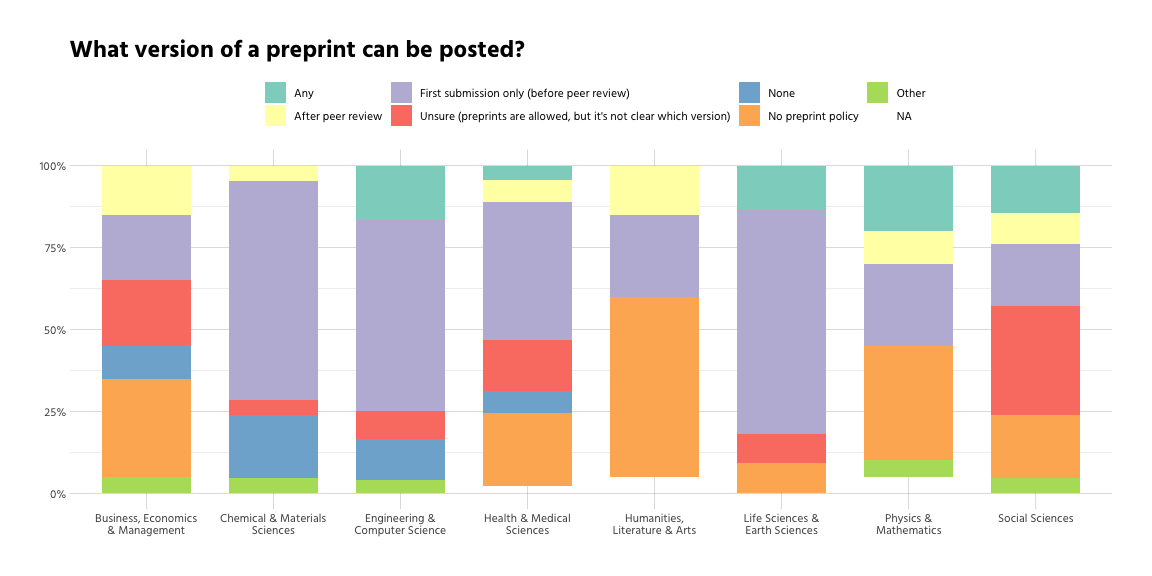 What version of a preprint can be posted?
Any
First submission only (before peer review)
None
Other
After peer review
Unsure (preprints are allowed, but it's not clear which version)
No preprint policy
NA
100%
75%
50%
25%
0%
Business, Economics
& Management
Chemical & Materials
Sciences
Engineering &
Computer Science
Health & Medical
Sciences
Humanities,
Literature & Arts
Life Sciences &
Earth Sciences
Physics &
Mathematics
Social Sciences